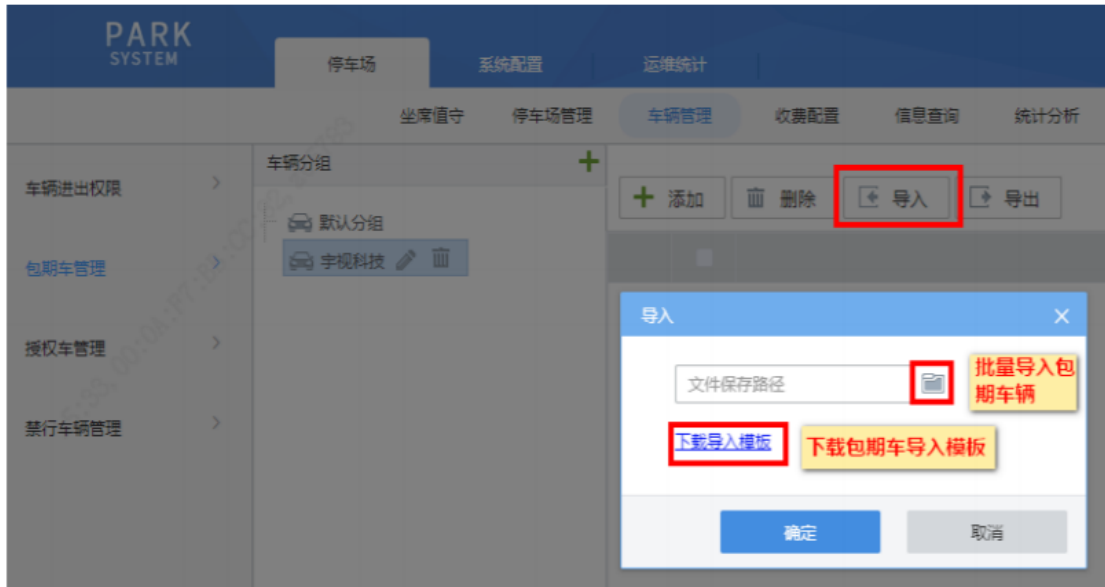 PARK
SYSTEM
停车场
系统配置
运维统计
坐席值守
停车场管理
车辆管理
收费配置
信息查询
统计分析
车辆进出权限
包期车管理
授权车管理
禁行车辆管理
车辆分组
默认分组
宇视科技
添加
删除
导入
导出
导入
文件保存路径
批量导入包
期车辆
下载导入模板
下载包期车导入模板
确定
取消